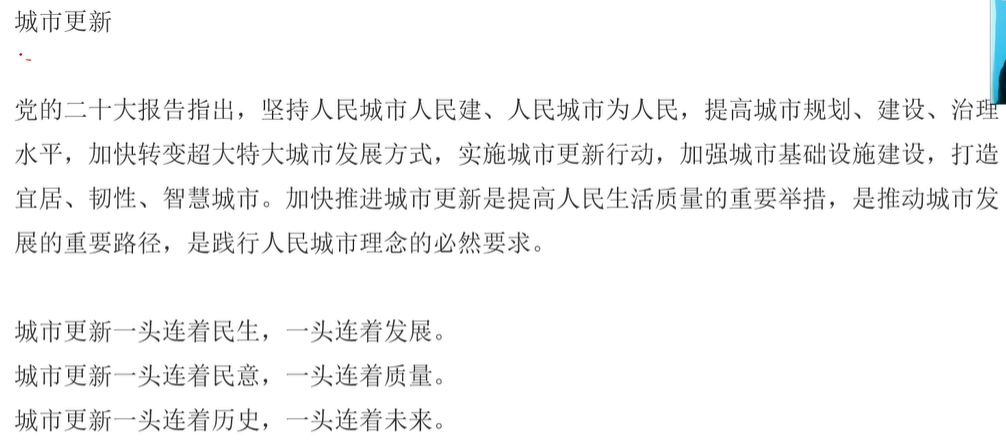 城市更新
党的二十大报告指出，坚持人民城市人民建、人民城市为人民，提高城市规划、建设、治理
水平，加快转变超大特大城市发展方式，实施城市更新行动，加强城市基础设施建设，打造
宜居、韧性、智慧城市。加快推进城市更新是提高人民生活质量的重要举措，是推动城市发
展的重要路径，是践行人民城市理念的必然要求。
城市更新一头连着民生，一头连着发展。
城市更新一头连着民意，一头连着质量。
城市更新一头连着历史，一头连着未来。